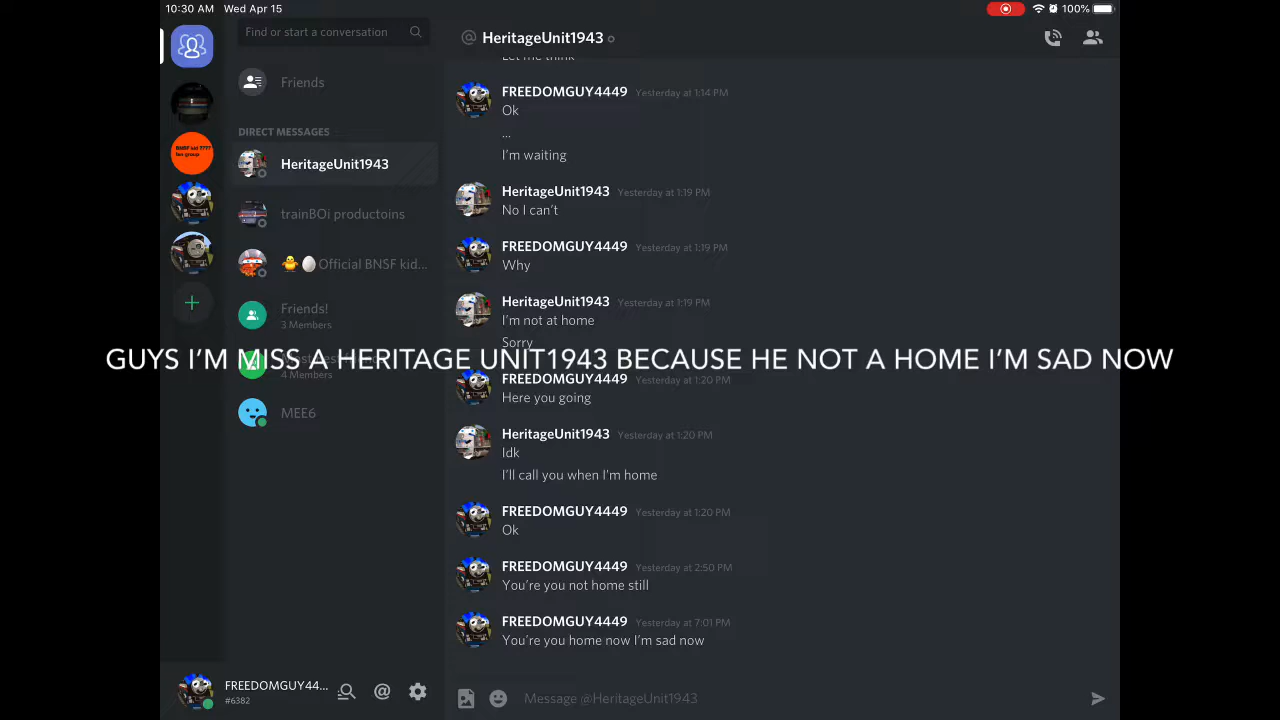 10:30 AM Wed Apr 15
100%
Find or start a conversation
@ HeritageUnit1943
Friends
DIRECT MESSAGES
HeritageUnit1943
trainBOi productoins
🐥🥚Official BNSF kid...
Friends!
3 Members
4 Members
MEE6
FREEDOMGUY44...
#6382
Let me think
FREEDOMGUY4449 Yesterday at 1:14 PM
Ok
...
I'm waiting
HeritageUnit1943 Yesterday at 1:19 PM
No I can't
FREEDOMGUY4449 Yesterday at 1:19 PM
Why
HeritageUnit1943 Yesterday at 1:19 PM
I'm not at home
Sorry
GUYS I'M MISS A HERITAGE UNIT1943 BECAUSE HE NOT A HOME I'M SAD NOW
FREEDOMGUY4449 Yesterday at 1:20 PM
Here you going
HeritageUnit1943 Yesterday at 1:20 PM
Idk
I'll call you when I'm home
FREEDOMGUY4449 Yesterday at 1:20 PM
Ok
FREEDOMGUY4449 Yesterday at 2:50 PM
You're you not home still
FREEDOMGUY4449 Yesterday at 7:01 PM
You're you home now I'm sad now
Message @HeritageUnit1943